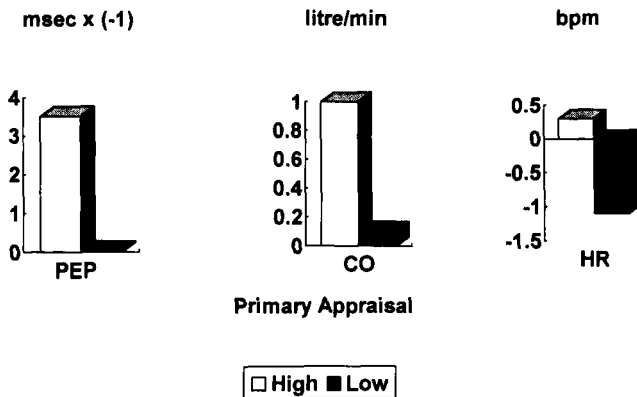 msec x (-1) litre/min bpm
4
3
2
1
0
PEP
1
0.8
0.6
0.4
0.2
0
CO
0.5
0
-0.5
-1
-1.5
HR
Primary Appraisal
High Low